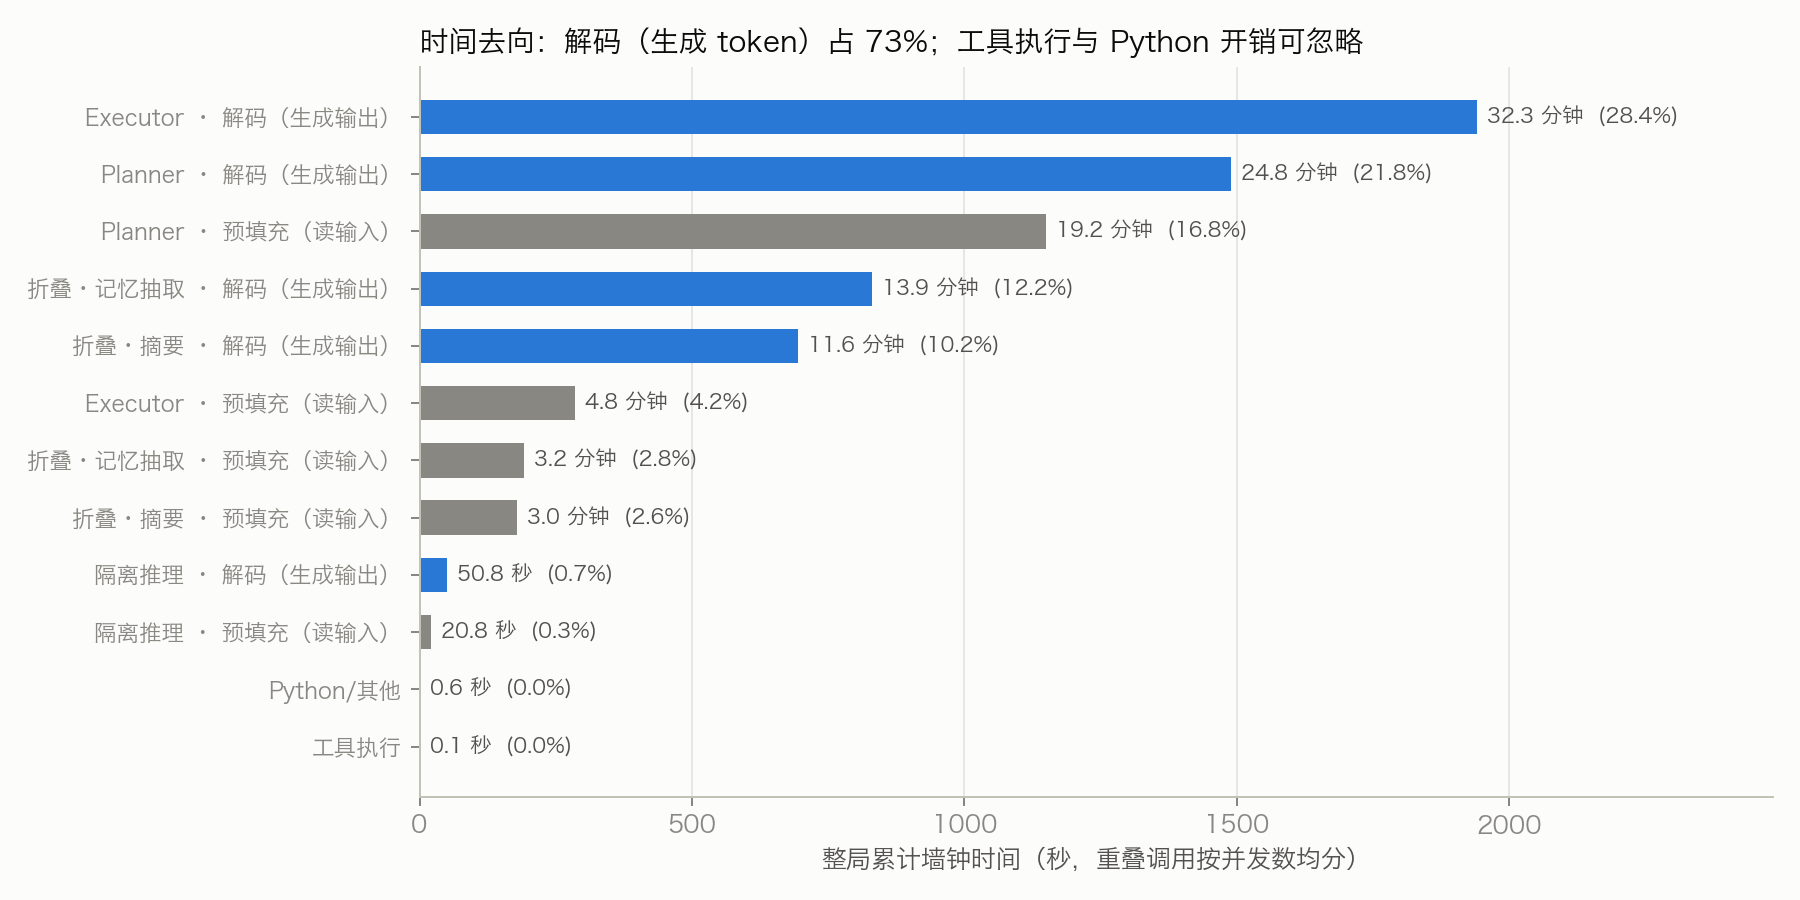 时间去向：解码（生成 token）占 73%；工具执行与 Python 开销可忽略
Executor · 解码（生成输出） 32.3 分钟 (28.4%)
Planner · 解码（生成输出） 24.8 分钟 (21.8%)
Planner · 预填充（读输入） 19.2 分钟 (16.8%)
折叠·记忆抽取 · 解码（生成输出） 13.9 分钟 (12.2%)
折叠·摘要 · 解码（生成输出） 11.6 分钟 (10.2%)
Executor · 预填充（读输入） 4.8 分钟 (4.2%)
折叠·记忆抽取 · 预填充（读输入） 3.2 分钟 (2.8%)
折叠·摘要 · 预填充（读输入） 3.0 分钟 (2.6%)
隔离推理 · 解码（生成输出） 50.8 秒 (0.7%)
隔离推理 · 预填充（读输入） 20.8 秒 (0.3%)
Python/其他 0.6 秒 (0.0%)
工具执行 0.1 秒 (0.0%)
0 500 1000 1500 2000
整局累计墙钟时间（秒，重叠调用按并发数均分）